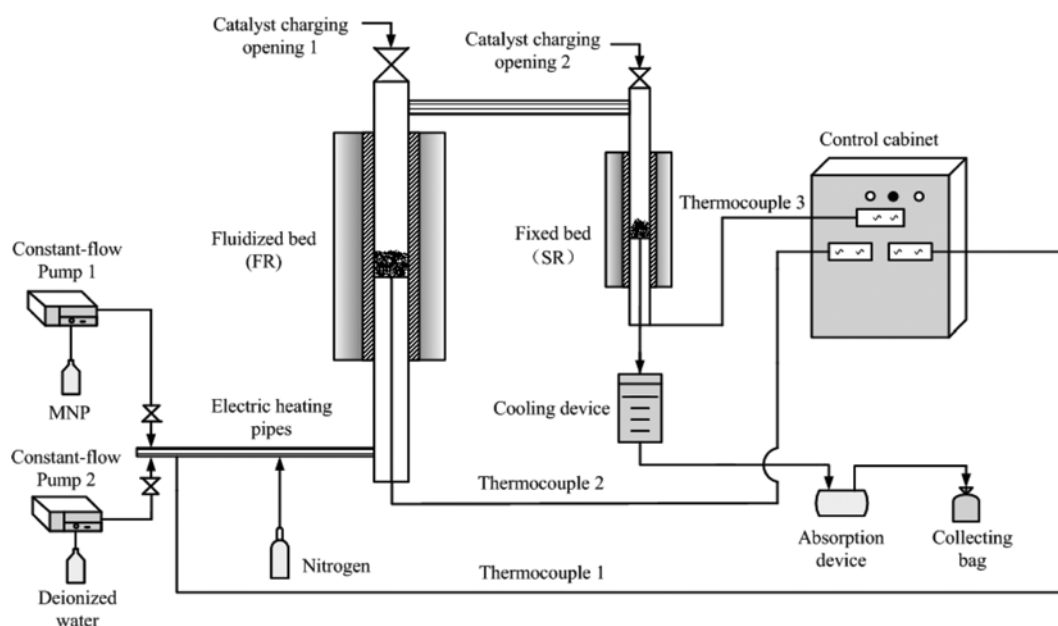 Catalyst charging
opening 1
Catalyst charging
opening 2
Control cabinet
Thermocouple 3
Fluidized bed
(FR)
Fixed bed
（SR）
Constant-flow
Pump 1
MNP
Electric heating
pipes
Cooling device
Constant-flow
Pump 2
Thermocouple 2
Absorption
device
Collecting
bag
Nitrogen
Thermocouple 1
Deionized
water